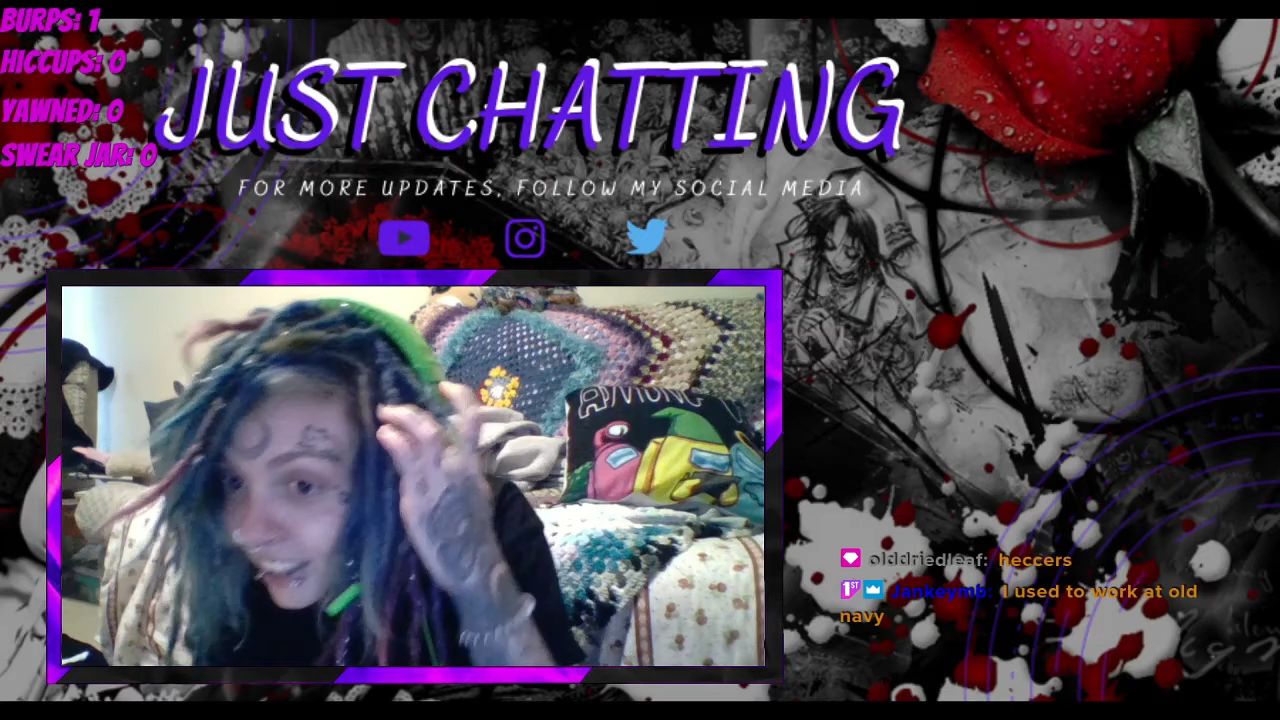 BURPS: 1
HICCUPS: 0
YAWNED: 0
SWEAR JAR: 0
JUST CHATTING
FOR MORE UPDATES, FOLLOW MY SOCIAL MEDIA
AMONG U
1ST
olddriedleaf: heccers
Jankeymb: I used to work at old
navy